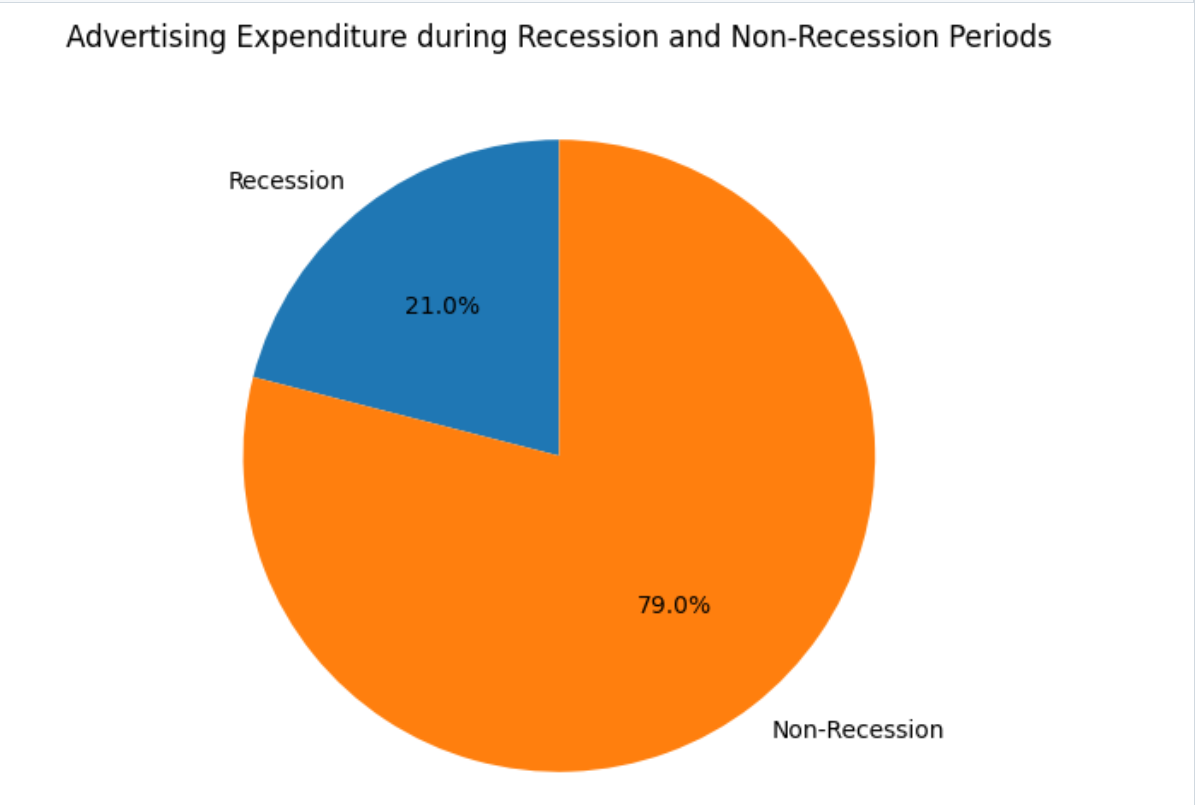 Advertising Expenditure during Recession and Non-Recession Periods
Recession
21.0%
79.0%
Non-Recession